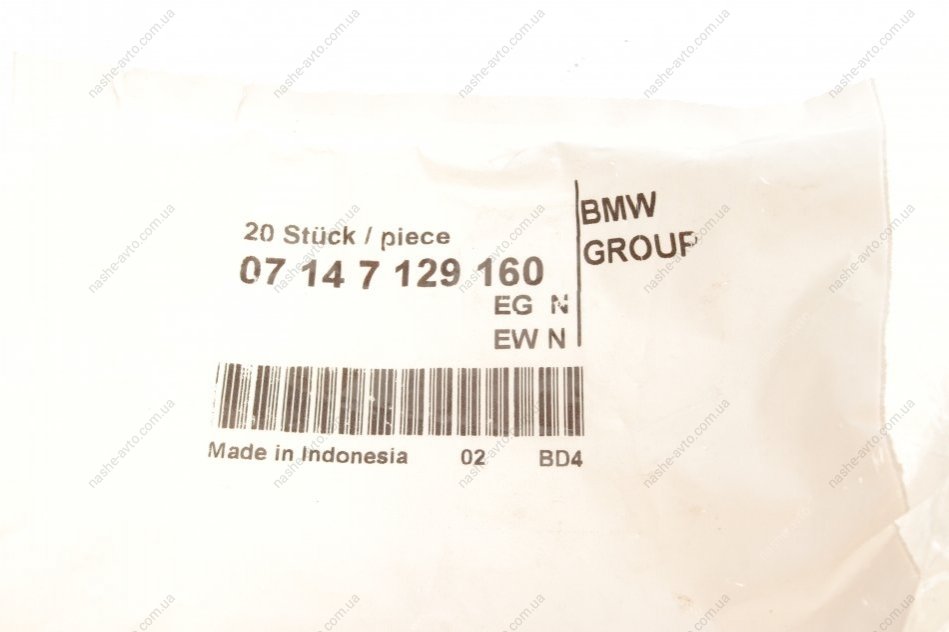 20 Stück / piece
07 14 7 129 160
EG N
EW N
BMW
GROUP
Made in Indonesia 02 BD4
nashe-avto.com.ua